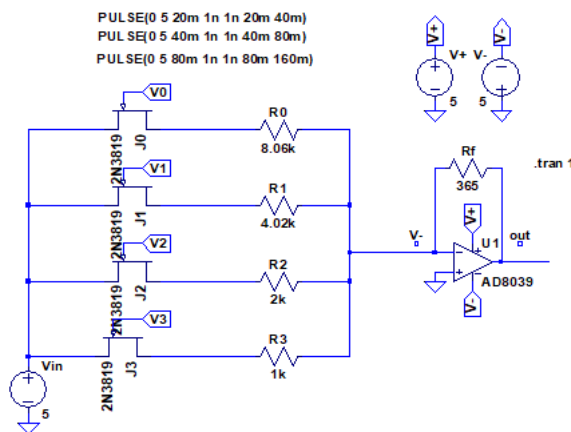 PULSE(0 5 20m 1n 1n 20m 40m)
PULSE(0 5 40m 1n 1n 40m 80m)
PULSE(0 5 80m 1n 1n 80m 160m)
V+
V-
V+
V-
5
5
V0
2N3819
J0
R0
8.06k
V1
2N3819
J1
R1
4.02k
V2
2N3819
J2
R2
2k
V3
2N3819
J3
R3
1k
Vin
5
Rf
365
.tran 1
V-
V+
U1
out
AD8039
V-